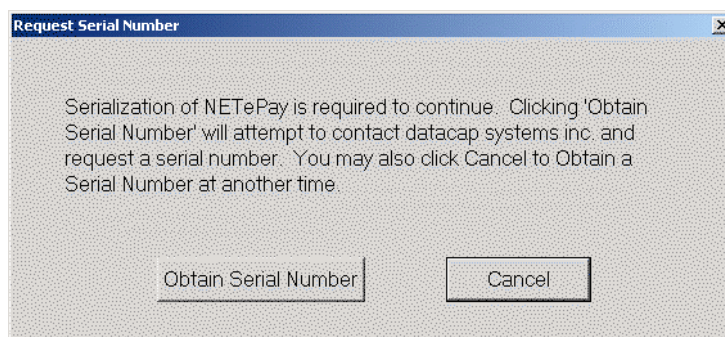 Request Serial Number
Serialization of NETePay is required to continue.  Clicking 'Obtain
Serial Number' will attempt to contact datacap systems inc. and
request a serial number.  You may also click Cancel to Obtain a
Serial Number at another time.
Obtain Serial Number
Cancel